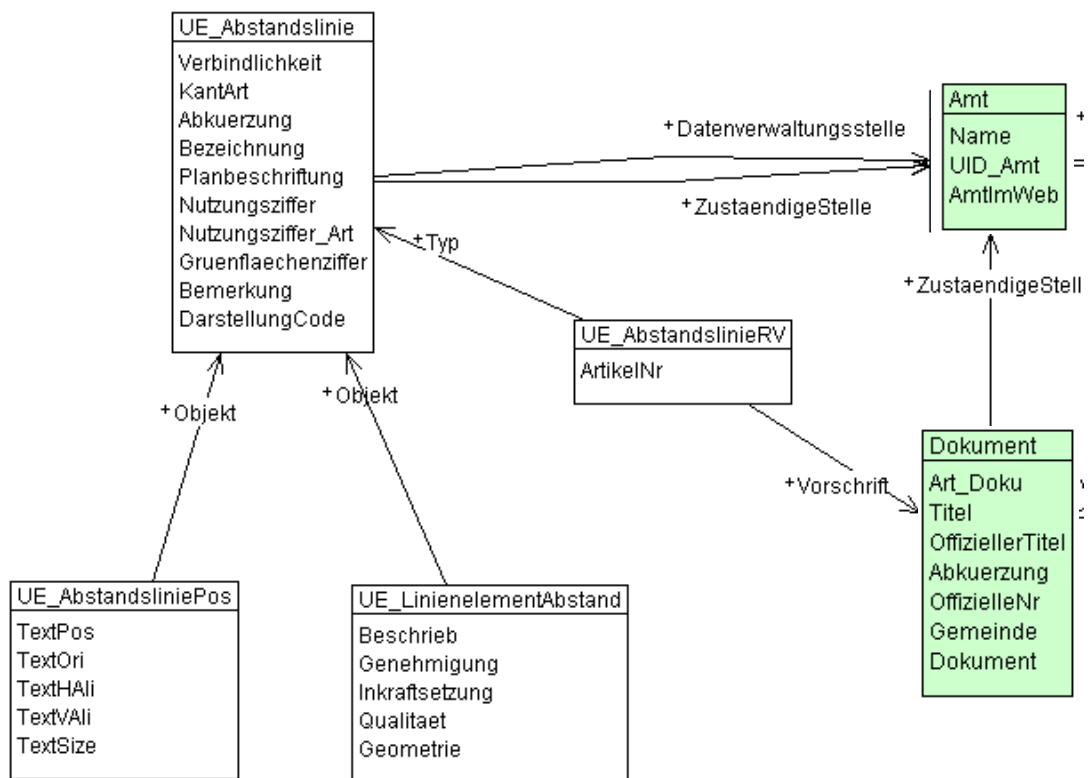 UE_Abstandslinie
Verbindlichkeit
KantArt
Abkuerzung
Bezeichnung
Planbeschriftung
Nutzungsziffer
Nutzungsziffer_Art
Gruenflaechenziffer
Bemerkung
DarstellungCode
+Datenverwaltungsstelle
+ZustaendigeStelle
Amt
Name
UID_Amt
AmtImWeb
+
+Typ
+ZustaendigeStell
UE_AbstandslinieRV
ArtikelNr
+Objekt
+Objekt
+Vorschrift
Dokument
Art_Doku
Titel
OffiziellerTitel
Abkuerzung
OffizielleNr
Gemeinde
Dokument
UE_AbstandsliniePos
TextPos
TextOri
TextHAli
TextVAli
TextSize
UE_LinienelementAbstand
Beschrieb
Genehmigung
Inkraftsetzung
Qualitaet
Geometrie